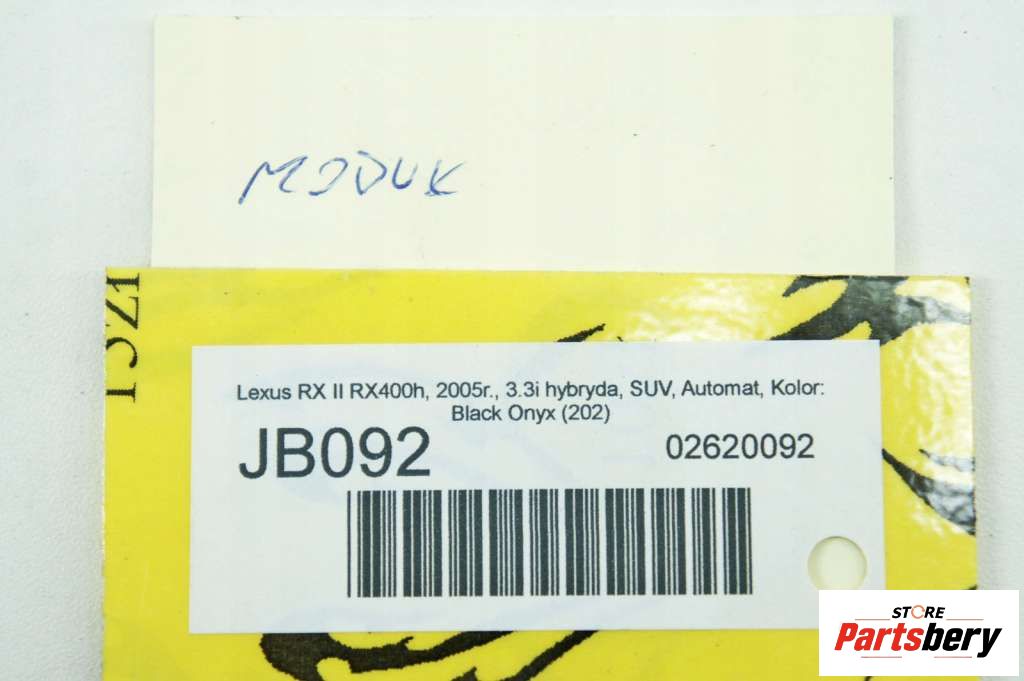 MODUK
Lexus RX II RX400h, 2005r., 3.3i hybryda, SUV, Automat, Kolor:
Black Onyx (202)
JB092 02620092
STORE
Partsbery